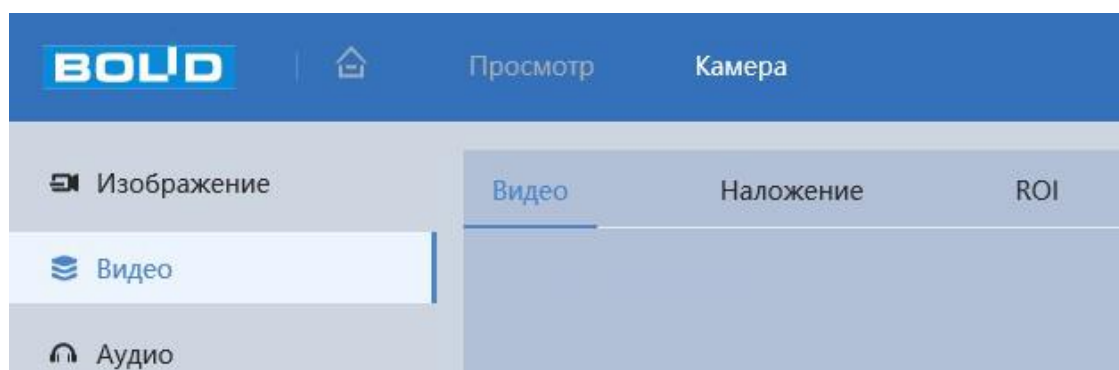 BOLID Просмотр Камера
Изображение Видео Наложение ROI
Видео
Аудио